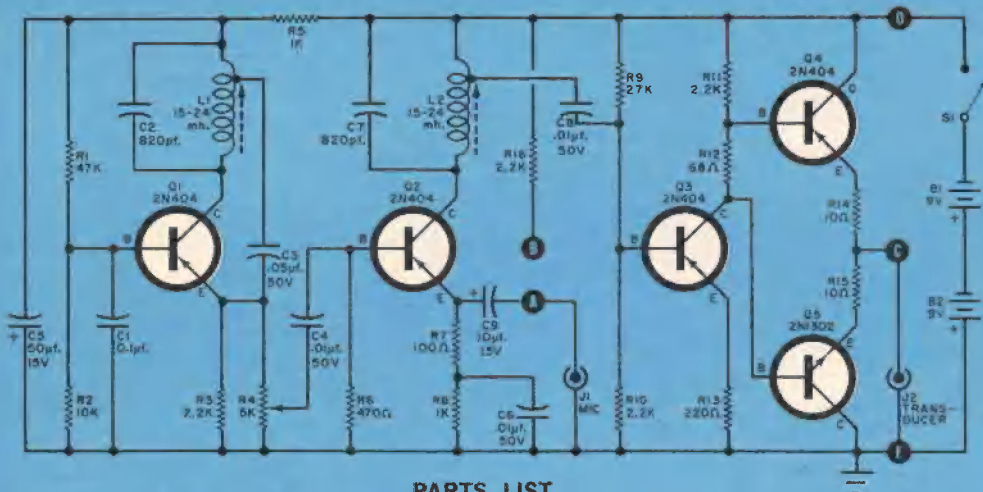 R5
1K
D
Q4
2N404
L1
15-24
mh.
C2
820pf.
L2
15-24
mh.
C7
820pf.
C8
.01µf.
50V
R9
27K
R11
2.2K
B
C
E
S1
R1
47K
R16
2.2K
R12
68Ω
Q1
2N404
B
C
E
Q2
2N404
B
C
E
Q3
2N404
B
C
E
B1
9V
+
R14
10Ω
C3
.05µf.
50V
B
C
R15
10Ω
C5
50µf.
15V
+
C1
0.1µf.
C4
.01µf.
50V
+
C9
10µf.
15V
A
Q5
2N1302
B
E
C
B2
9V
+
R7
100Ω
R2
10K
R3
2.2K
R4
5K
R6
470Ω
R8
1K
C6
.01µf.
50V
J1
MIC
R10
2.2K
R13
220Ω
J2
TRANS-
DUCER
E
PARTS LIST